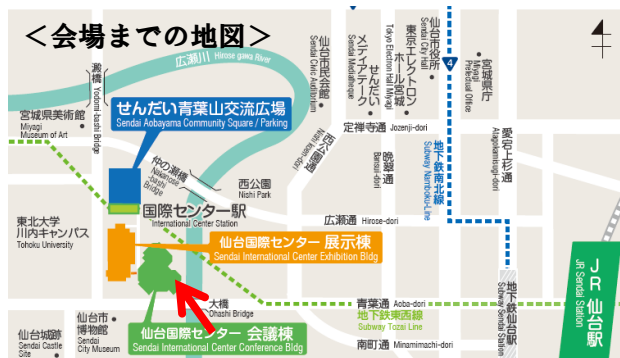 <会場までの地図>
広瀬川 Hirose gawa River
澱橋 Yodomi-bashi Bridge
宮城県美術館
Miyagi
Museum of Art
せんだい青葉山交流広場
Sendai Aobayama Community Square / Parking
仙台市民会館
Sendai Civic Auditorium
せんだい
メディアテーク
Sendai Mediatheque
東京エレクトロン
ホール宮城
Tokyo Electron Hall Miyagi
仙台市役所
Sendai City Hall
4
宮城県庁
Miyagi
Prefectual Office
定禅寺通 Jozenji-dori
西公園通
Nishi koen-dori
晩翠通
Bansui-dori
地下鉄南北線
Subway Namboku-Line
愛宕上杉通
Atagokamisugi-dori
仲の瀬橋
Nakanose-bashi
Bridge
西公園
Nishi Park
国際センター駅
International Center Station
広瀬通 Hirose-dori
東北大学
川内キャンパス
Tohoku University
仙台国際センター 展示棟
Sendai International Center Exhibition Bldg
大橋
Ohashi Bridge
青葉通 Aoba-dori
地下鉄東西線
Subway Tozai Line
地下鉄仙台駅
Subway Sendai Station
JR 仙台駅
JR Sendai Station
仙台市
博物館
Sendai
City Museum
仙台城跡
Sendai Castle
Site
仙台国際センター 会議棟
Sendai International Center Conference Bldg
南町通 Minamimachi-dori